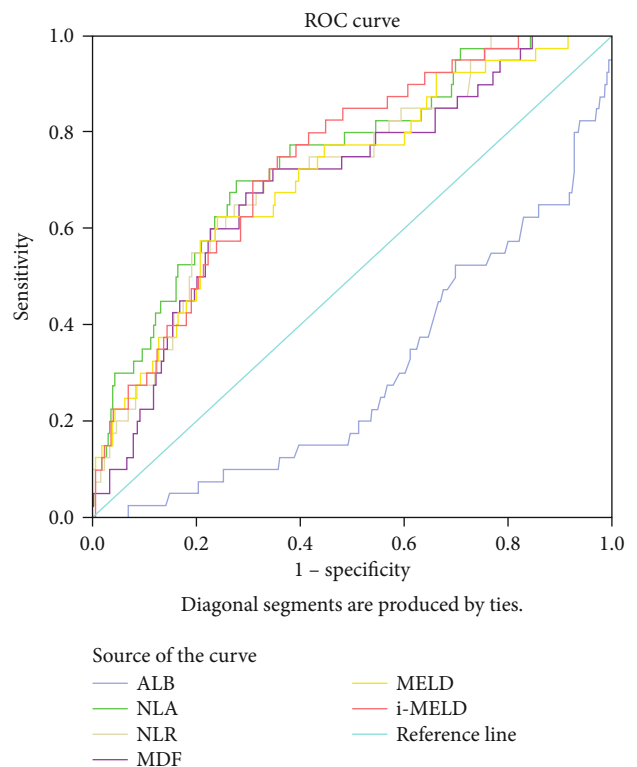 ROC curve
1.0
0.8
0.6
0.4
0.2
0.0
Sensitivity
0.0 0.2 0.4 0.6 0.8 1.0
1 – specificity
Diagonal segments are produced by ties.
Source of the curve
ALB
NLA
NLR
MDF
MELD
i-MELD
Reference line